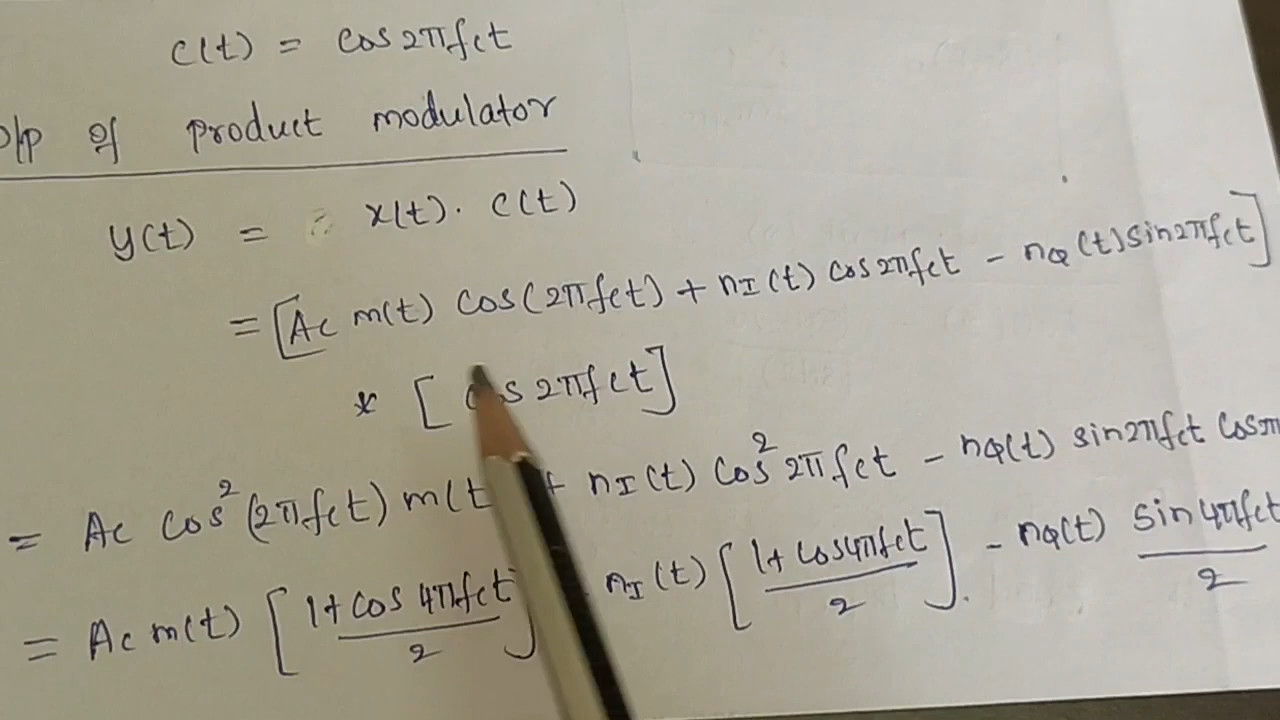 c(t) = cos 2πfct
O/p of product modulator
y(t) = x(t). c(t)
= [Ac m(t) cos(2πfct) + nI(t) cos 2πfct - nQ(t) sin 2πfct]
* [cos 2πfct]
= Ac cos²(2πfct) m(t + nI(t) cos² 2πfct - nQ(t) sin 2πfct cos
= Ac m(t) [1 + cos 4πfct / 2] nI(t) [1 + cos 4πfct / 2]. - nQ(t) sin 4πfct / 2